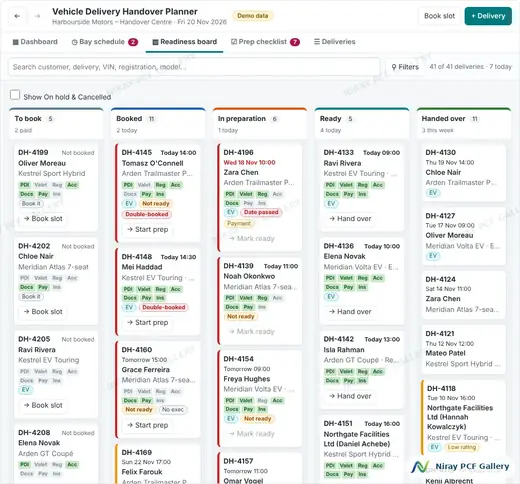 Vehicle Delivery Handover Planner
Harbourside Motors – Handover Centre · Fri 20 Nov 2026
Demo data
Book slot
+ Delivery
Dashboard
Bay schedule 2
Readiness board
Prep checklist 7
Deliveries
Search customer, delivery, VIN, registration, model…
Filters
41 of 41 deliveries · 7 today
Show On hold & Cancelled
To book 5
2 paid
DH-4199 Not booked
Oliver Moreau
Kestrel Sport Hybrid
PDI Valet Reg Acc
Docs Pay Ins
Book it
→ Book slot
DH-4202 Not booked
Chloe Nair
Meridian Atlas 7-seat
PDI Valet Reg Acc
Docs Pay Ins
Book it
→ Book slot
DH-4205 Not booked
Ravi Rivera
Kestrel EV Touring
PDI Valet Reg Acc
Docs Pay Ins
EV
→ Book slot
DH-4208 Not booked
Elena Novak
Arden GT Coupé
PDI Valet Reg Acc
Docs Pay Ins
Booked 11
2 today
DH-4145 Today 14:00
Tomasz O'Connell
Arden Trailmaster P…
PDI Valet Reg Acc
Docs Pay Ins
EV Not ready
Double-booked
→ Start prep
DH-4148 Today 14:30
Mei Haddad
Kestrel EV Touring · …
PDI Valet Reg Acc
Docs Pay Ins
EV Double-booked
→ Start prep
DH-4160
Tomorrow 15:00
Grace Ferreira
Meridian Atlas 7-sea…
PDI Valet Reg Acc
Docs Pay Ins
Not ready No exec
→ Start prep
DH-4169
Sun 22 Nov 17:00
Felix Farouk
Arden Trailmaster P…
In preparation 6
1 today
DH-4196
Wed 18 Nov 10:00
Zara Chen
Arden Trailmaster P…
PDI Valet Reg Acc
Docs Pay Ins
EV Date passed
Payment
→ Mark ready
DH-4139 Today 11:00
Noah Okonkwo
Kestrel Sport Hybrid…
PDI Valet Reg Acc
Docs Pay Ins
Not ready
→ Mark ready
DH-4154
Tomorrow 09:00
Freya Hughes
Meridian Volta EV · …
PDI Valet Reg Acc
Docs Pay Ins
EV Not ready
→ Mark ready
DH-4157
Tomorrow 11:00
Omar Vogel
Ready 5
4 today
DH-4133 Today 09:00
Ravi Rivera
Kestrel EV Touring · …
PDI Valet Reg Acc
Docs Pay Ins
EV
→ Hand over
DH-4136 Today 10:00
Elena Novak
Meridian Volta EV · E…
PDI Valet Reg Acc
Docs Pay Ins
EV
→ Hand over
DH-4142 Today 13:00
Isla Rahman
Arden GT Coupé · Re…
PDI Valet Reg Acc
Docs Pay Ins
→ Hand over
DH-4151 Today 16:00
Northgate Facilities
Ltd (Daniel Achebe)
Kestrel Sport Hybrid…
PDI Valet Reg Acc
Docs Pay Ins
Handed over 11
3 this week
DH-4130
Thu 19 Nov 14:00
Chloe Nair
Arden Trailmaster P…
EV
DH-4127
Tue 17 Nov 09:00
Oliver Moreau
Meridian Volta EV · E…
EV
DH-4124
Sat 14 Nov 11:00
Zara Chen
Meridian Atlas 7-sea…
DH-4121
Thu 12 Nov 12:00
Mateo Patel
Kestrel Sport Hybrid …
DH-4118
Tue 10 Nov 16:00
Northgate Facilities
Ltd (Hannah
Kowalczyk)
Kestrel EV Touring · …
EV Low rating
Kenji Albrecht
Niray PCF Gallery